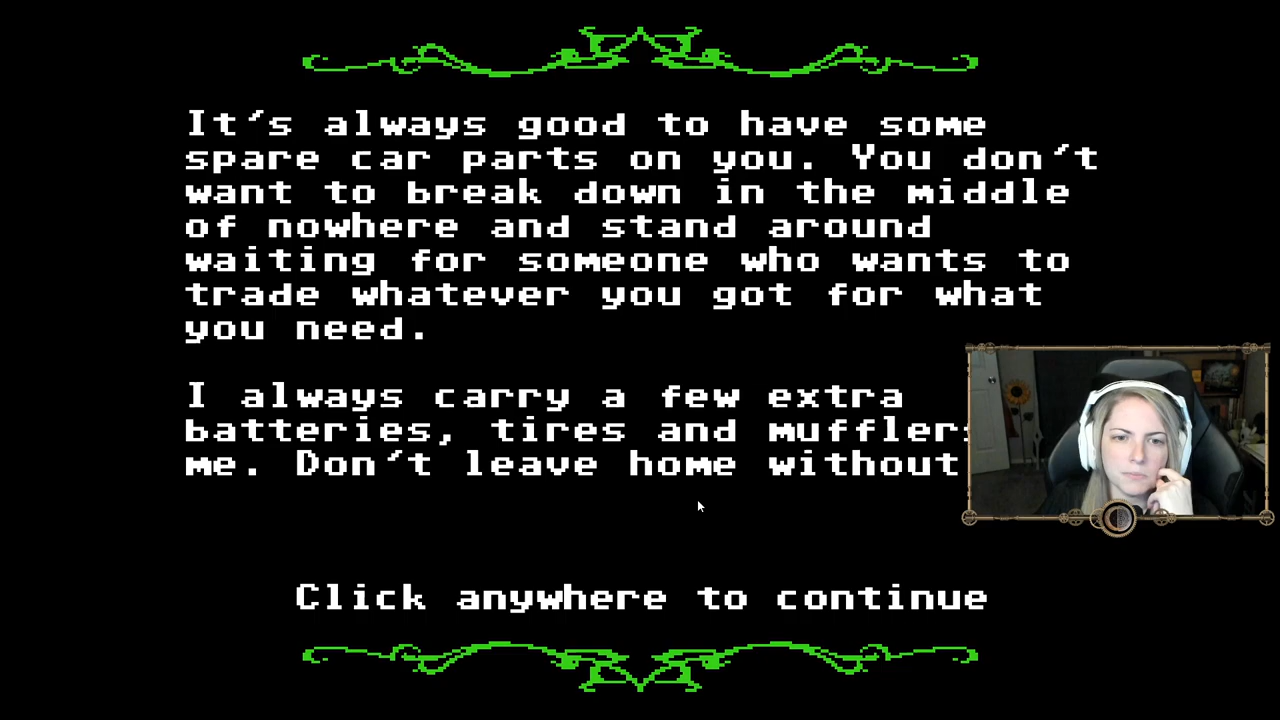 It's always good to have some
spare car parts on you. You don't
want to break down in the middle
of nowhere and stand around
waiting for someone who wants to
trade whatever you got for what
you need.
I always carry a few extra
batteries, tires and mufflers
me. Don't leave home without
Click anywhere to continue